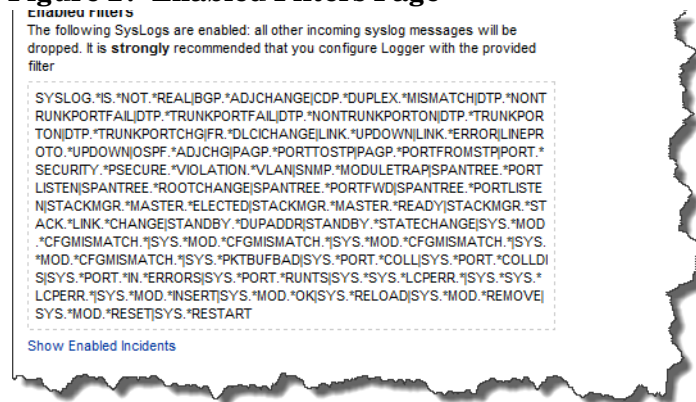 Enabled Filters
The following SysLogs are enabled: all other incoming syslog messages will be
dropped. It is strongly recommended that you configure Logger with the provided
filter
SYSLOG.*IS.*NOT.*REAL|BGP.*ADJCHANGE|CDP.*DUPLEX.*MISMATCH|DTP.*NONT
RUNKPORTFAIL|DTP.*TRUNKPORTFAIL|DTP.*NONTRUNKPORTON|DTP.*TRUNKPOR
TON|DTP.*TRUNKPORTCHG|FR.*DLCICHANGE|LINK.*UPDOWN|LINK.*ERROR|LINEPR
OTO.*UPDOWN|OSPF.*ADJCHG|PAGP.*PORTTOSTP|PAGP.*PORTFROMSTP|PORT.*
SECURITY.*PSECURE.*VIOLATION.*VLAN|SNMP.*MODULETRAP|SPANTREE.*PORT
LISTEN|SPANTREE.*ROOTCHANGE|SPANTREE.*PORTFWD|SPANTREE.*PORTLISTE
N|STACKMGR.*MASTER.*ELECTED|STACKMGR.*MASTER.*READY|STACKMGR.*ST
ACK.*LINK.*CHANGE|STANDBY.*DUPADDR|STANDBY.*STATECHANGE|SYS.*MOD
.*CFGMISMATCH.*|SYS.*MOD.*CFGMISMATCH.*|SYS.*MOD.*CFGMISMATCH.*|SYS.
*MOD.*CFGMISMATCH.*|SYS.*PKTBUFBAD|SYS.*PORT.*COLL|SYS.*PORT.*COLLDI
S|SYS.*PORT.*IN.*ERRORS|SYS.*PORT.*RUNTS|SYS.*SYS.*LCPERR.*|SYS.*SYS.*
LCPERR.*|SYS.*MOD.*INSERT|SYS.*MOD.*OK|SYS.*RELOAD|SYS.*MOD.*REMOVE|
SYS.*MOD.*RESET|SYS.*RESTART
Show Enabled Incidents